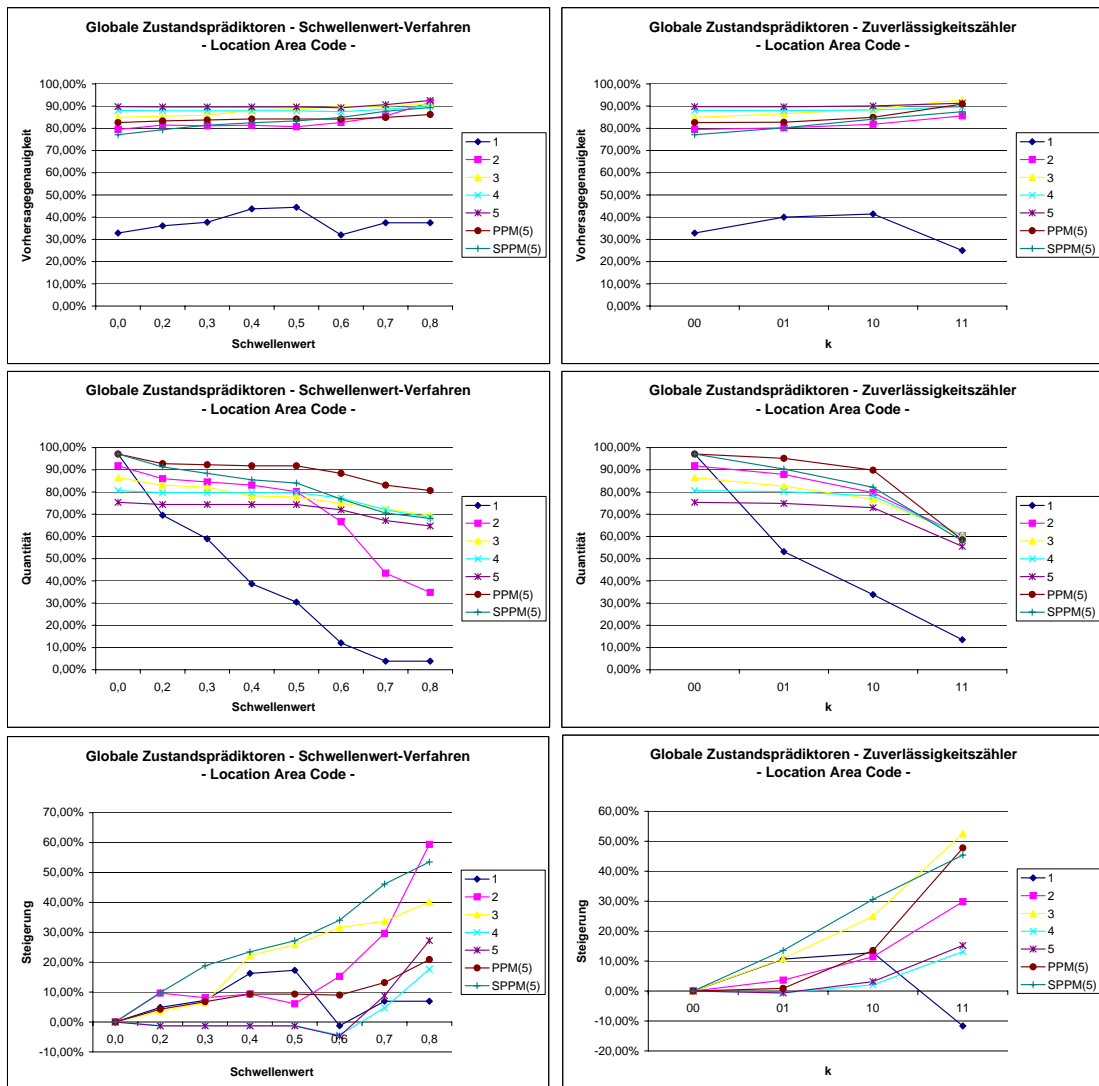 Globale Zustandsprädiktoren - Schwellenwert-Verfahren
- Location Area Code -
Vorhersagegenauigkeit
100,00%
90,00%
80,00%
70,00%
60,00%
50,00%
40,00%
30,00%
20,00%
10,00%
0,00%
0,0 0,2 0,3 0,4 0,5 0,6 0,7 0,8
Schwellenwert
1
2
3
4
5
PPM(5)
SPPM(5)
Globale Zustandsprädiktoren - Zuverlässigkeitszähler
- Location Area Code -
Vorhersagegenauigkeit
100,00%
90,00%
80,00%
70,00%
60,00%
50,00%
40,00%
30,00%
20,00%
10,00%
0,00%
00 01 10 11
k
1
2
3
4
5
PPM(5)
SPPM(5)
Globale Zustandsprädiktoren - Schwellenwert-Verfahren
- Location Area Code -
Quantität
100,00%
90,00%
80,00%
70,00%
60,00%
50,00%
40,00%
30,00%
20,00%
10,00%
0,00%
0,0 0,2 0,3 0,4 0,5 0,6 0,7 0,8
Schwellenwert
1
2
3
4
5
PPM(5)
SPPM(5)
Globale Zustandsprädiktoren - Zuverlässigkeitszähler
- Location Area Code -
Quantität
100,00%
90,00%
80,00%
70,00%
60,00%
50,00%
40,00%
30,00%
20,00%
10,00%
0,00%
00 01 10 11
k
1
2
3
4
5
PPM(5)
SPPM(5)
Globale Zustandsprädiktoren - Schwellenwert-Verfahren
- Location Area Code -
Steigerung
70,00%
60,00%
50,00%
40,00%
30,00%
20,00%
10,00%
0,00%
-10,00%
0,0 0,2 0,3 0,4 0,5 0,6 0,7 0,8
Schwellenwert
1
2
3
4
5
PPM(5)
SPPM(5)
Globale Zustandsprädiktoren - Zuverlässigkeitszähler
- Location Area Code -
Steigerung
60,00%
50,00%
40,00%
30,00%
20,00%
10,00%
0,00%
-10,00%
-20,00%
00 01 10 11
k
1
2
3
4
5
PPM(5)
SPPM(5)